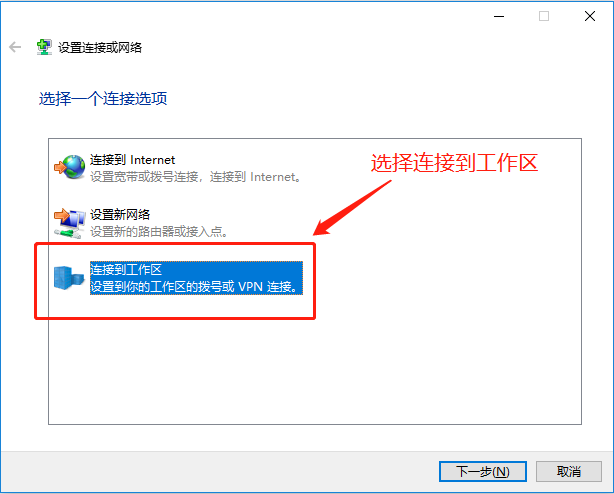 设置连接或网络
选择一个连接选项
连接到 Internet
设置宽带或拨号连接，连接到 Internet。
选择连接到工作区
设置新网络
设置新的路由器或接入点。
连接到工作区
设置到你的工作区的拨号或 VPN 连接。
下一步(N)
取消